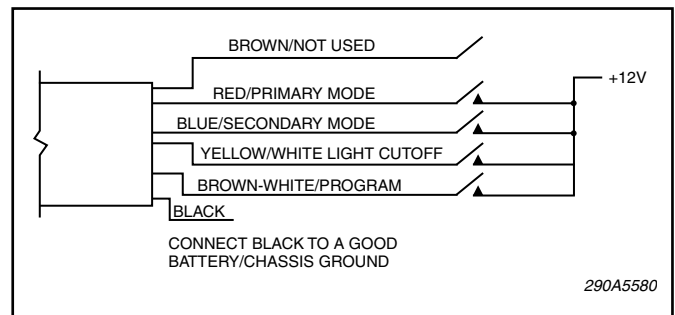 BROWN/NOT USED
+12V
RED/PRIMARY MODE
BLUE/SECONDARY MODE
YELLOW/WHITE LIGHT CUTOFF
BROWN-WHITE/PROGRAM
BLACK
CONNECT BLACK TO A GOOD
BATTERY/CHASSIS GROUND
290A5580